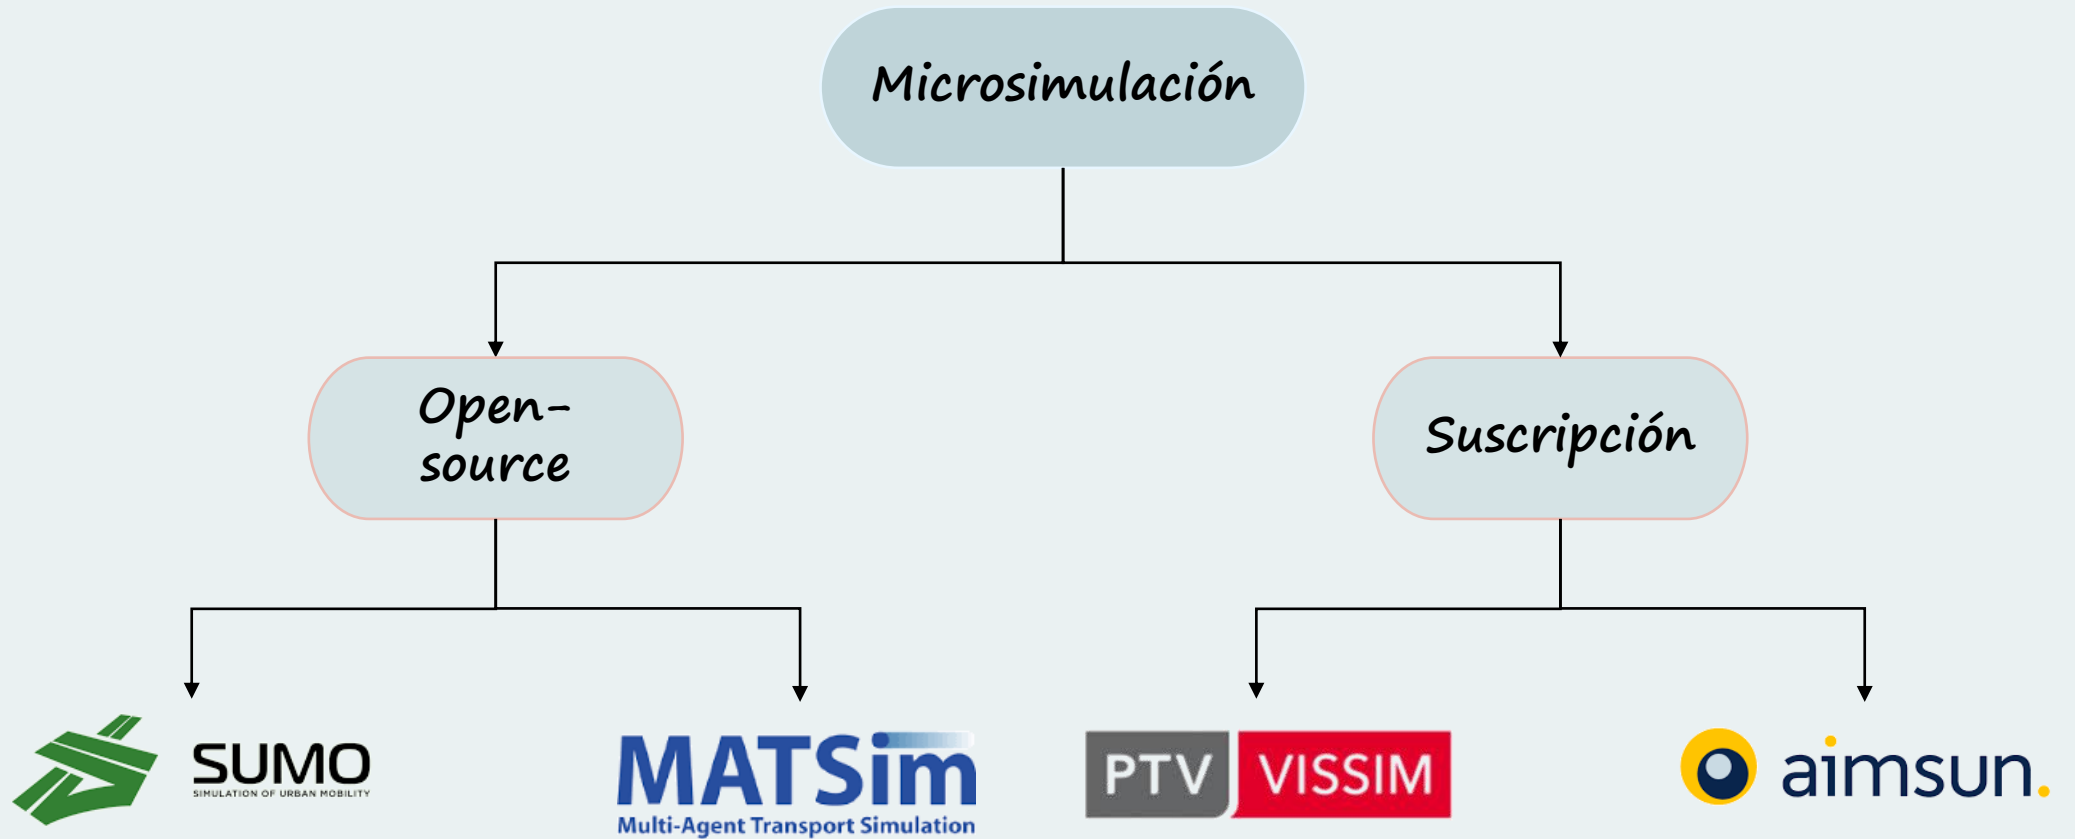 Microsimulación
Open-
source
Suscripción
SUMO
SIMULATION OF URBAN MOBILITY
MATSim
Multi-Agent Transport Simulation
PTV VISSIM
aimsun.